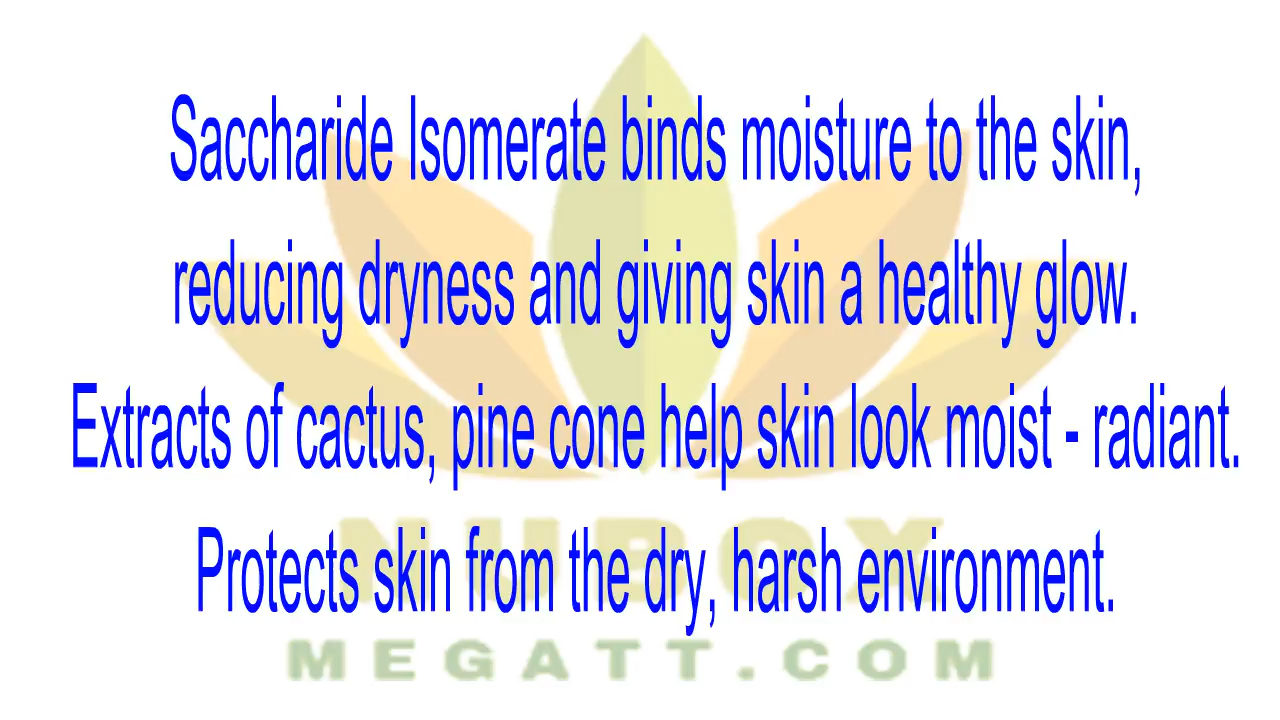 Saccharide Isomerate binds moisture to the skin,
reducing dryness and giving skin a healthy glow.
Extracts of cactus, pine cone help skin look moist - radiant.
Protects skin from the dry, harsh environment.
NUBOX
MEGATT.COM